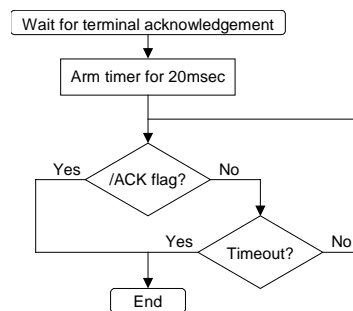 Wait for terminal acknowledgement
Arm timer for 20msec
Yes
/ACK flag?
No
Yes
Timeout?
No
End